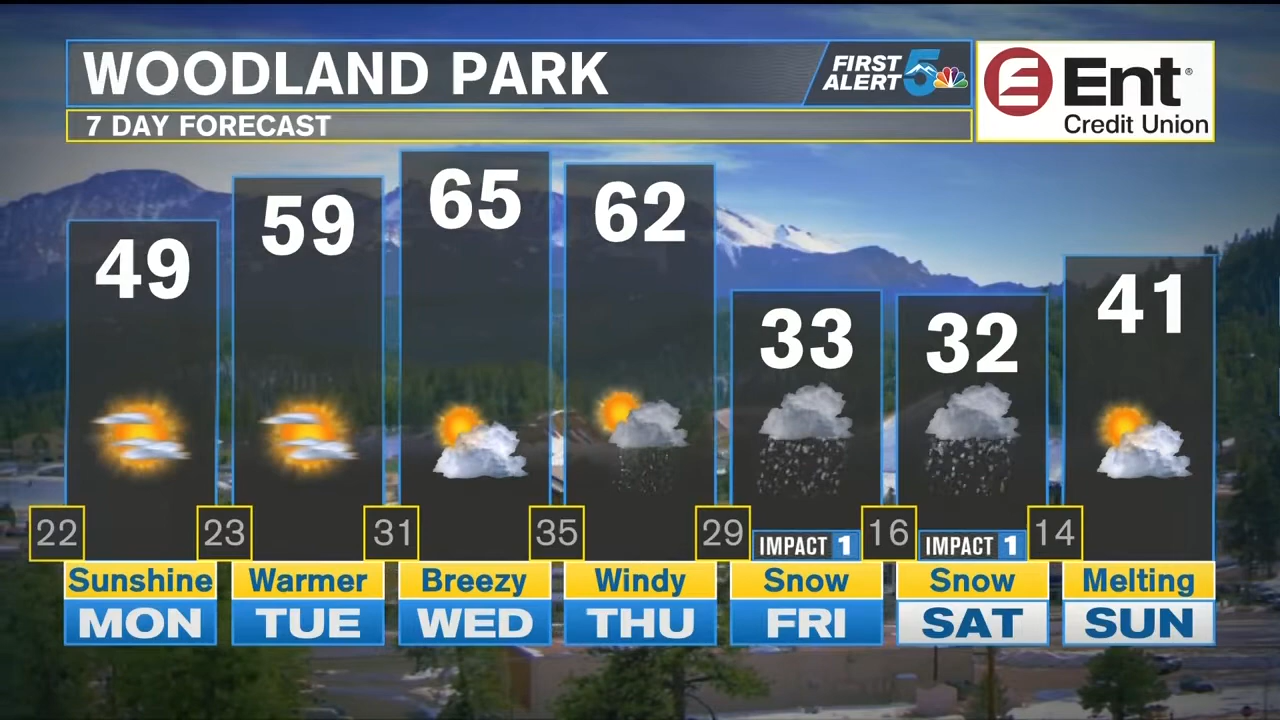 WOODLAND PARK
FIRST
ALERT 5
Ent
Credit Union
7 DAY FORECAST
49 59 65 62 33 32 41
22 23 31 35 29 16 14
IMPACT 1 IMPACT 1
Sunshine Warmer Breezy Windy Snow Snow Melting
MON TUE WED THU FRI SAT SUN